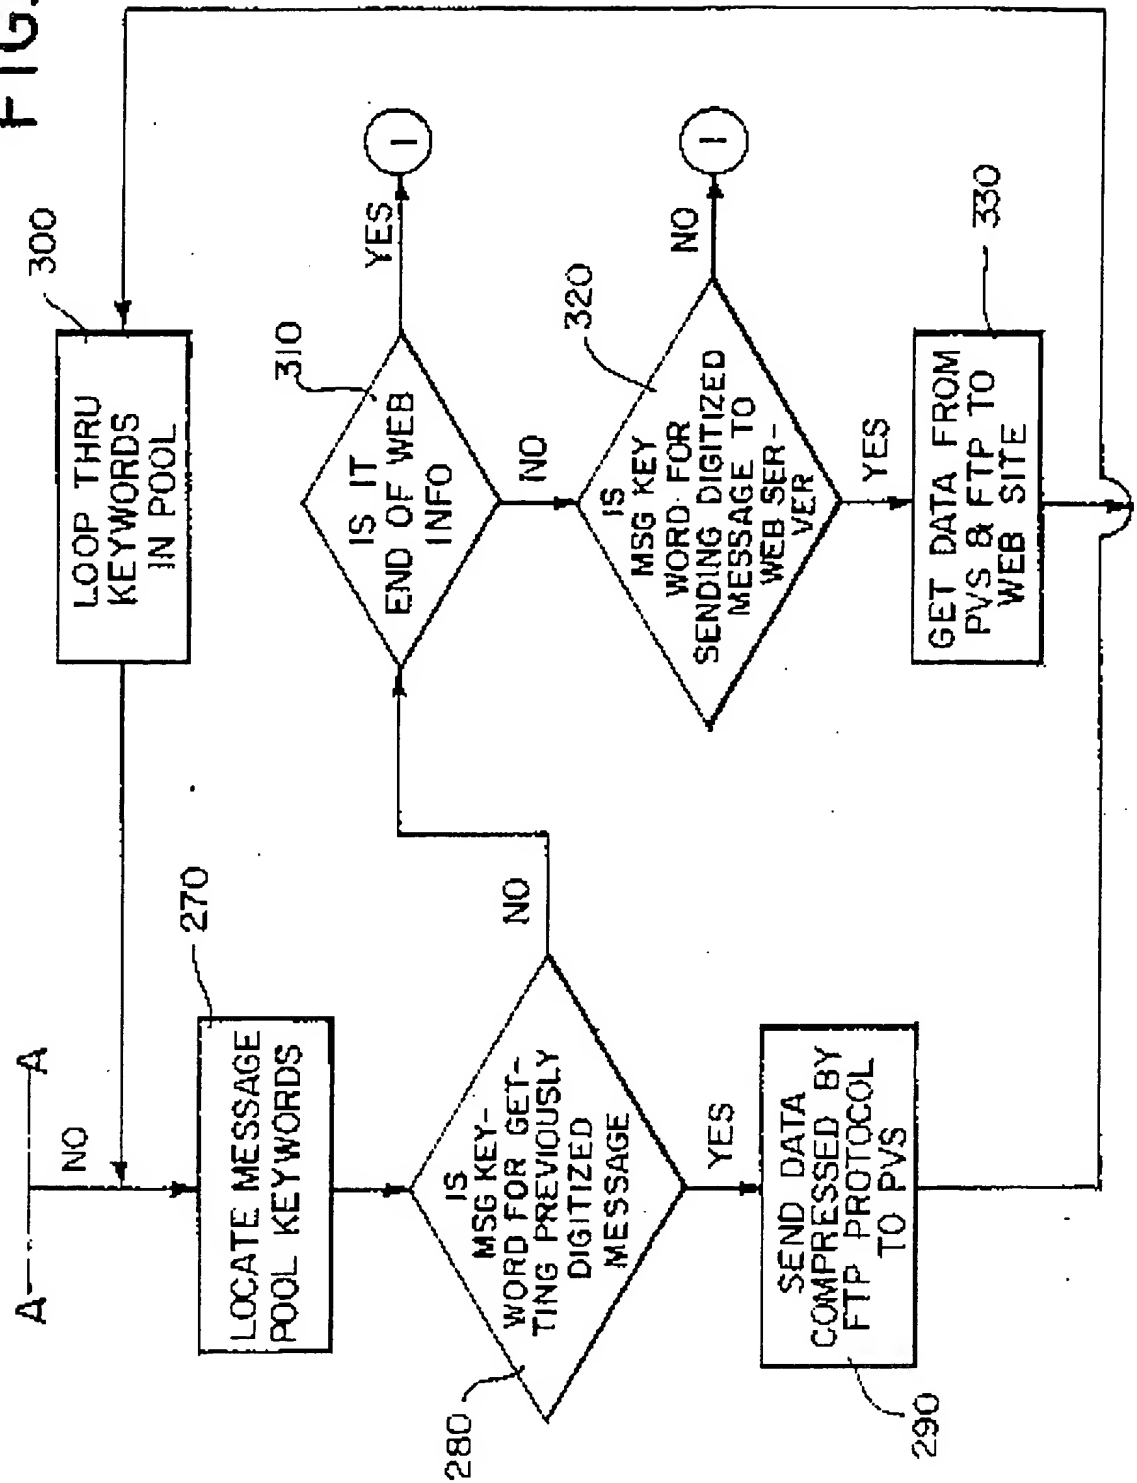 FIG.
A A
NO
300
LOOP THRU
KEYWORDS
IN POOL
270
LOCATE MESSAGE
POOL KEYWORDS
280
IS
MSG KEY-
WORD FOR GET-
TING PREVIOUSLY
DIGITIZED
MESSAGE
NO
YES
290
SEND DATA
COMPRESSED BY
FTP PROTOCOL
TO PVS
310
IS IT
END OF WEB
INFO
YES
1
NO
320
IS
MSG KEY
WORD FOR
SENDING DIGITIZED
MESSAGE TO
WEB SER-
VER
NO
1
YES
330
GET DATA FROM
PVS & FTP TO
WEB SITE